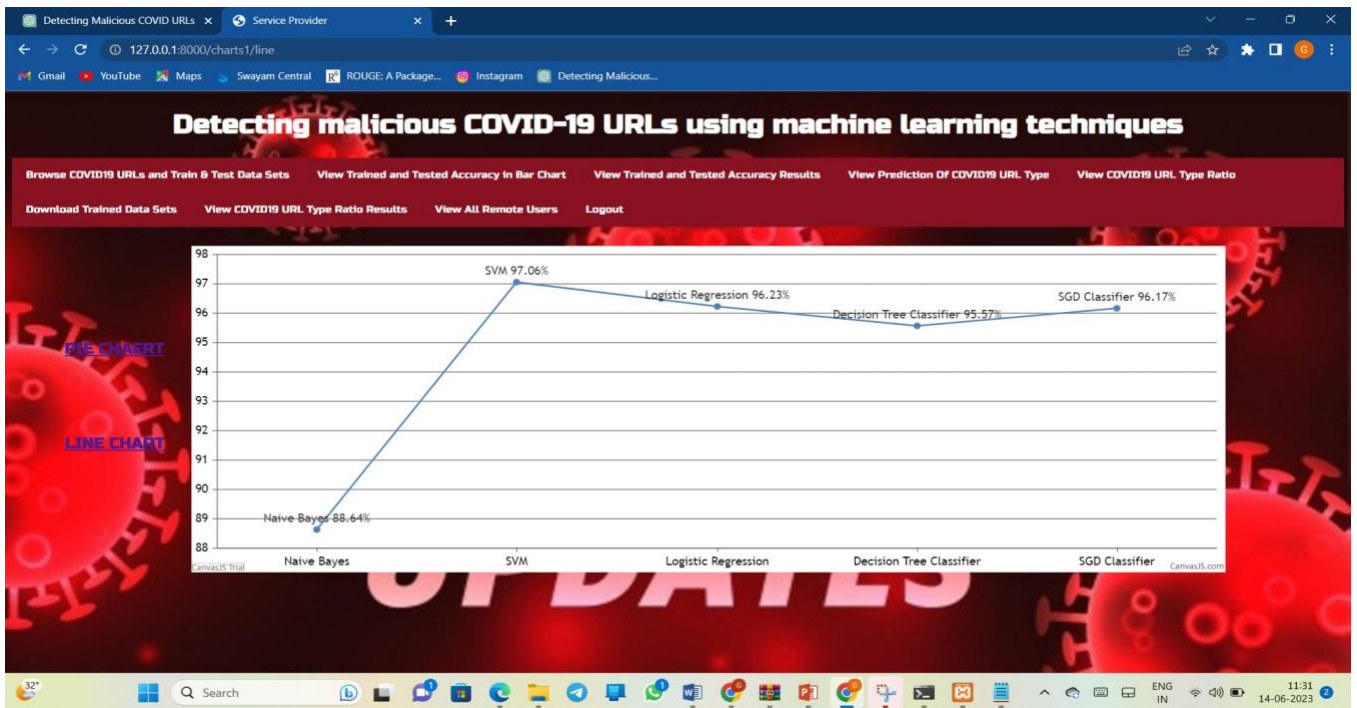 Detecting Malicious COVID URLs
Service Provider
127.0.0.1:8000/charts1/line
G
Gmail YouTube Maps Swayam Central ROUGE: A Package... Instagram Detecting Malicious...
Detecting malicious COVID-19 URLs using machine learning techniques
Browse COVID19 URLs and Train & Test Data Sets View Trained and Tested Accuracy in Bar Chart View Trained and Tested Accuracy Results View Prediction Of COVID19 URL Type View COVID19 URL Type Ratio
Download Trained Data Sets View COVID19 URL Type Ratio Results View All Remote Users Logout
PIE CHAERT
LINE CHART
98
97
96
95
94
93
92
91
90
89
88
SVM 97.06%
Logistic Regression 96.23%
SGD Classifier 96.17%
Decision Tree Classifier 95.57%
Naive Bayes 88.64%
Naive Bayes SVM Logistic Regression Decision Tree Classifier SGD Classifier
CanvasJS Trial
CanvasJS.com
UPDATES
32°
Search
ENG
IN
11:31
14-06-2023
2